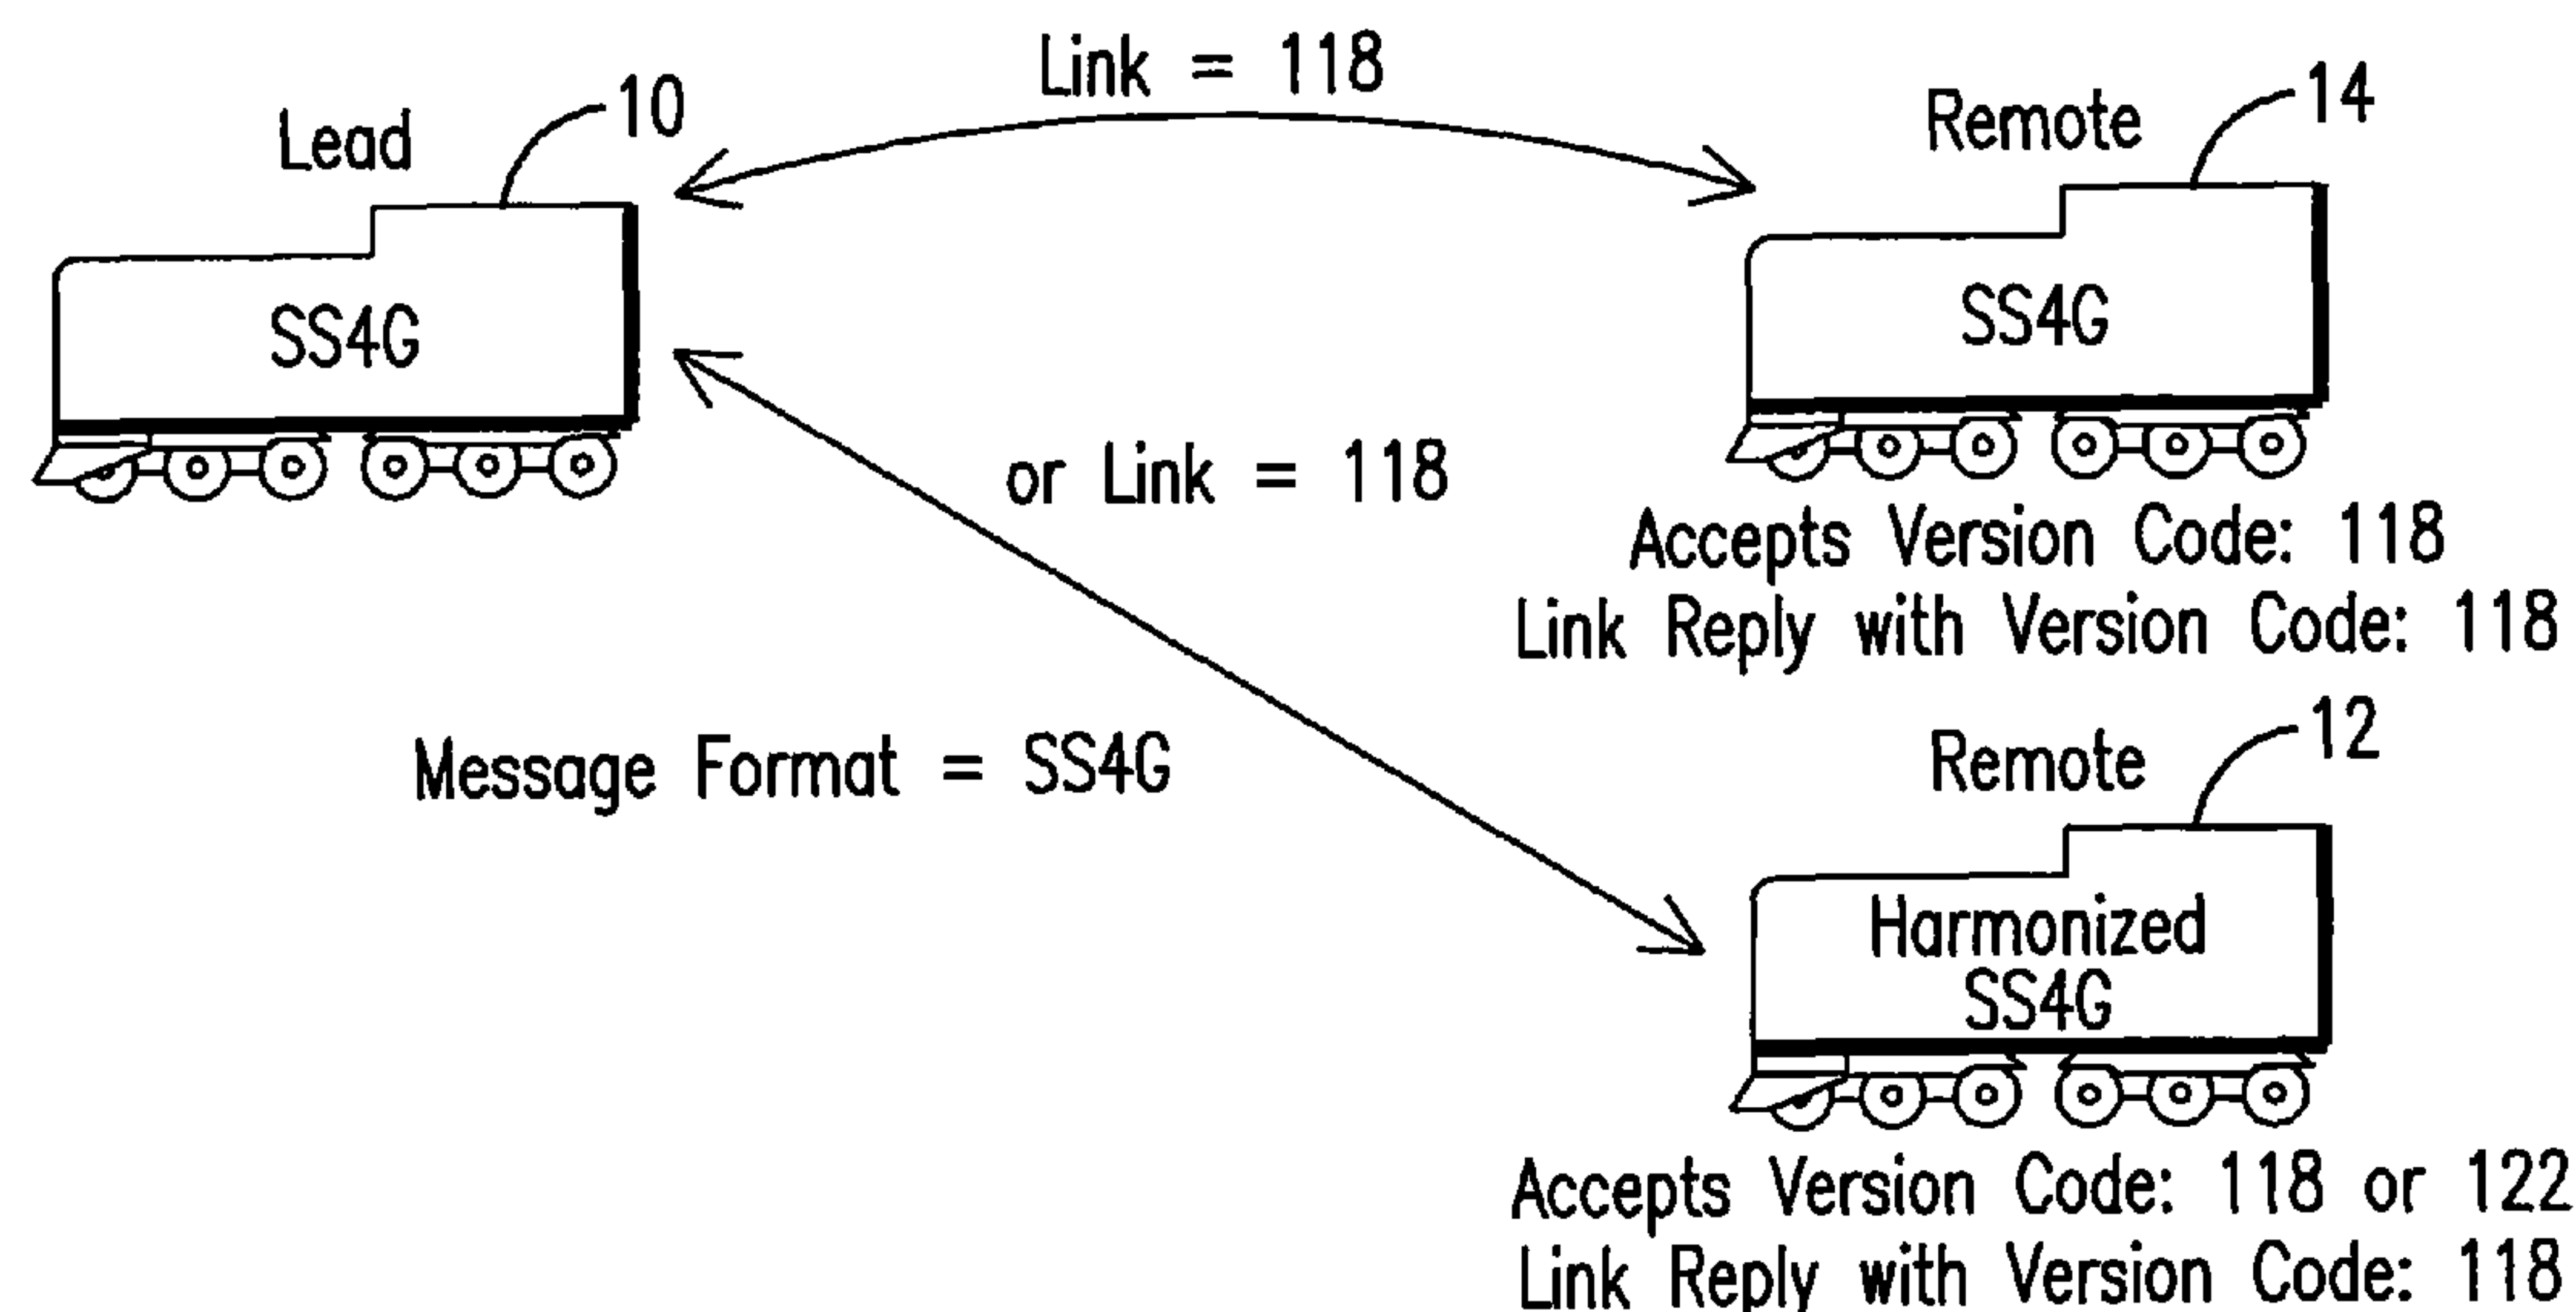 Link = 118
Lead
10
SS4G
Remote
14
SS4G
Accepts Version Code: 118
Link Reply with Version Code: 118
or Link = 118
Message Format = SS4G
Remote
12
Harmonized
SS4G
Accepts Version Code: 118 or 122
Link Reply with Version Code: 118